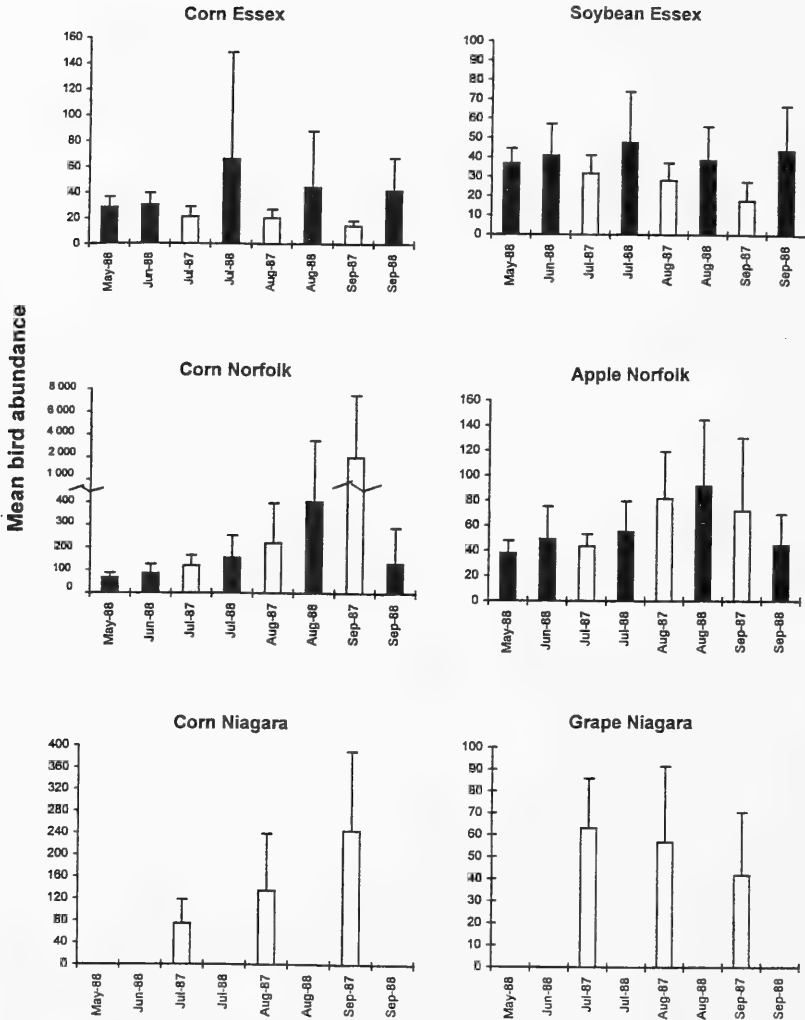 Mean bird abundance
Corn Essex
160
140
120
100
80
60
40
20
0
May-88
Jun-88
Jul-87
Jul-88
Aug-87
Aug-88
Sep-87
Sep-88
Soybean Essex
100
90
80
70
60
50
40
30
20
10
0
May-88
Jun-88
Jul-87
Jul-88
Aug-87
Aug-88
Sep-87
Sep-88
Corn Norfolk
8 000
6 000
4 000
2 000
1 000
400
300
200
100
0
May-88
Jun-88
Jul-87
Jul-88
Aug-87
Aug-88
Sep-87
Sep-88
Apple Norfolk
160
140
120
100
80
60
40
20
0
May-88
Jun-88
Jul-87
Jul-88
Aug-87
Aug-88
Sep-87
Sep-88
Corn Niagara
400
360
320
280
240
200
160
120
80
40
0
May-88
Jun-88
Jul-87
Jul-88
Aug-87
Aug-88
Sep-87
Sep-88
Grape Niagara
100
90
80
70
60
50
40
30
20
10
0
May-88
Jun-88
Jul-87
Jul-88
Aug-87
Aug-88
Sep-87
Sep-88